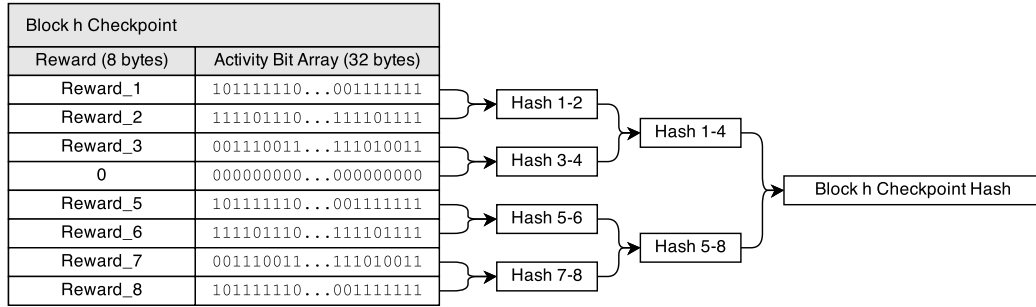 Block h Checkpoint
Reward (8 bytes) Activity Bit Array (32 bytes)
Reward_1 101111110...001111111
Reward_2 111101110...111101111
Reward_3 001110011...111010011
0 000000000...000000000
Reward_5 101111110...001111111
Reward_6 111101110...111101111
Reward_7 001110011...111010011
Reward_8 101111110...001111111
Hash 1-2
Hash 3-4
Hash 5-6
Hash 7-8
Hash 1-4
Hash 5-8
Block h Checkpoint Hash